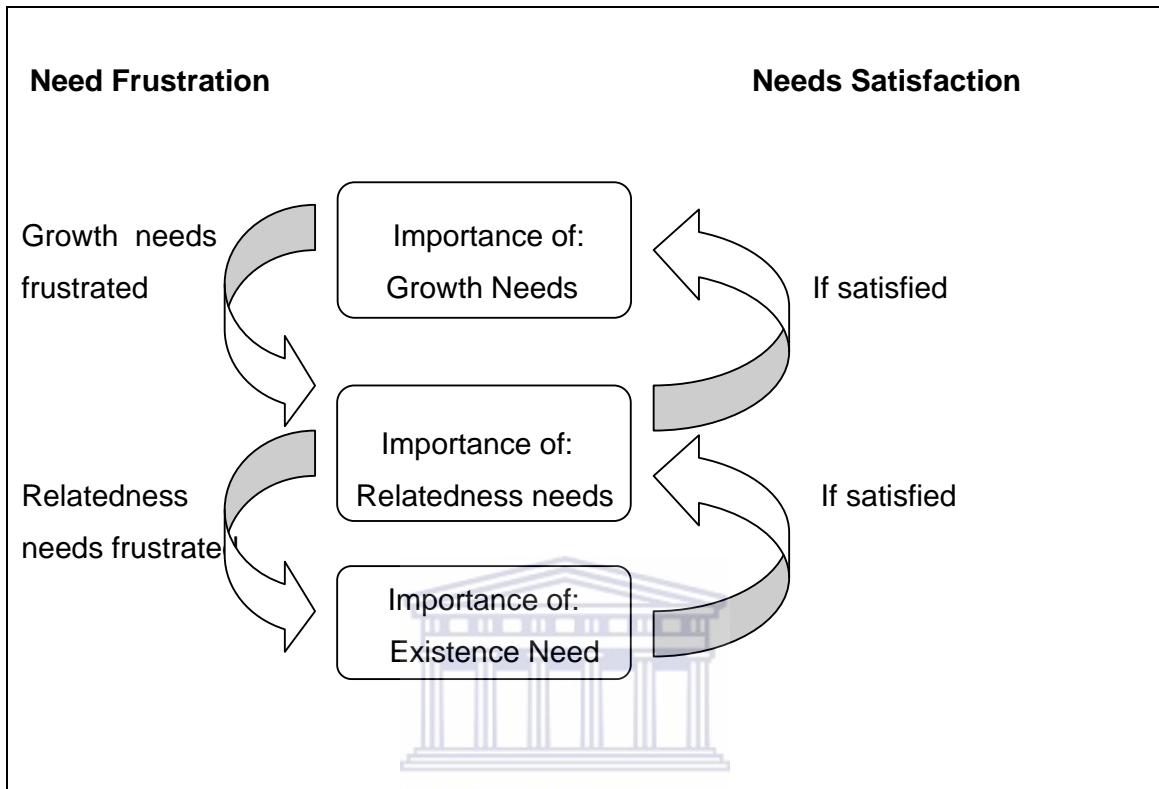 Need Frustration
Needs Satisfaction
Growth needs
frustrated
Importance of:
Growth Needs
If satisfied
Relatedness
needs frustrated
Importance of:
Relatedness needs
If satisfied
Importance of:
Existence Need